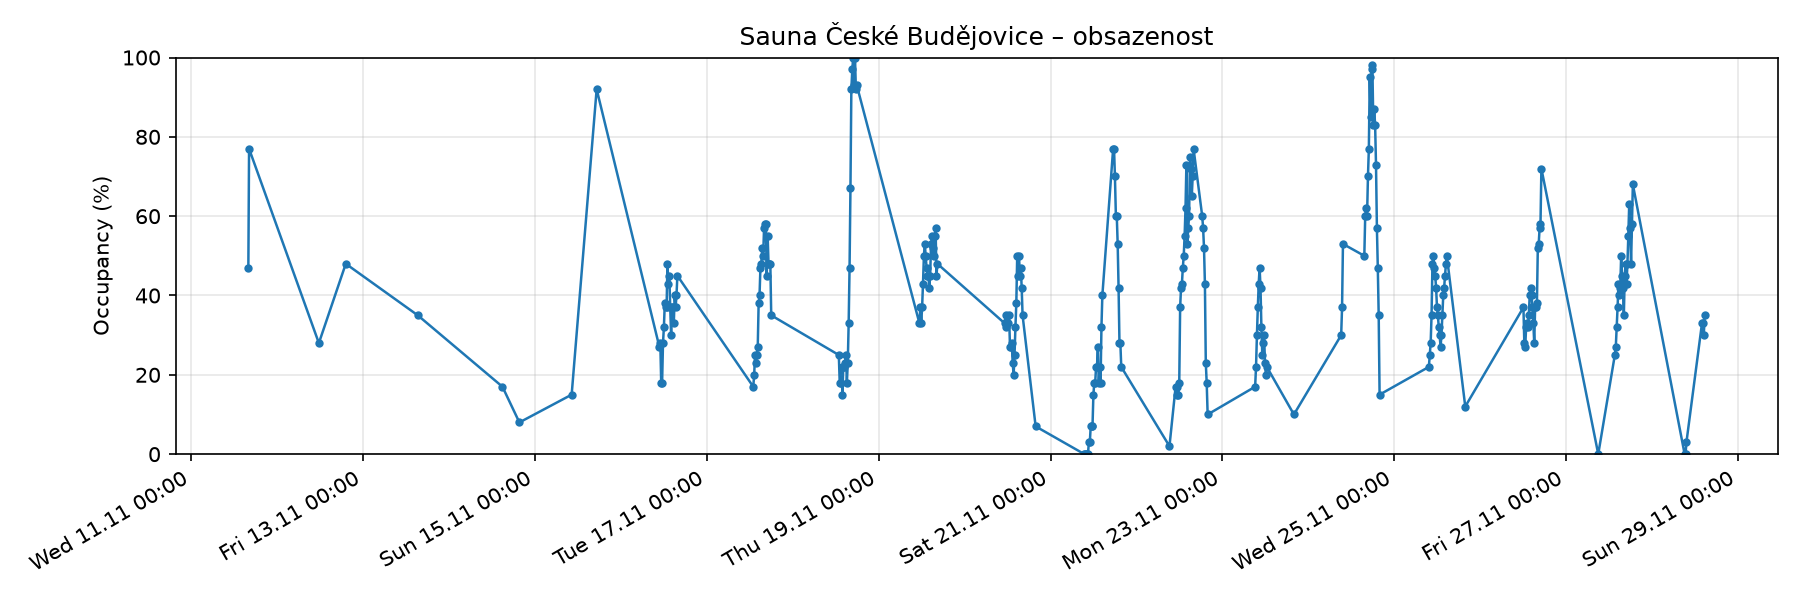 Sauna České Budějovice – obsazenost
Occupancy (%)
100
80
60
40
20
0
Wed 11.11 00:00
Fri 13.11 00:00
Sun 15.11 00:00
Tue 17.11 00:00
Thu 19.11 00:00
Sat 21.11 00:00
Mon 23.11 00:00
Wed 25.11 00:00
Fri 27.11 00:00
Sun 29.11 00:00